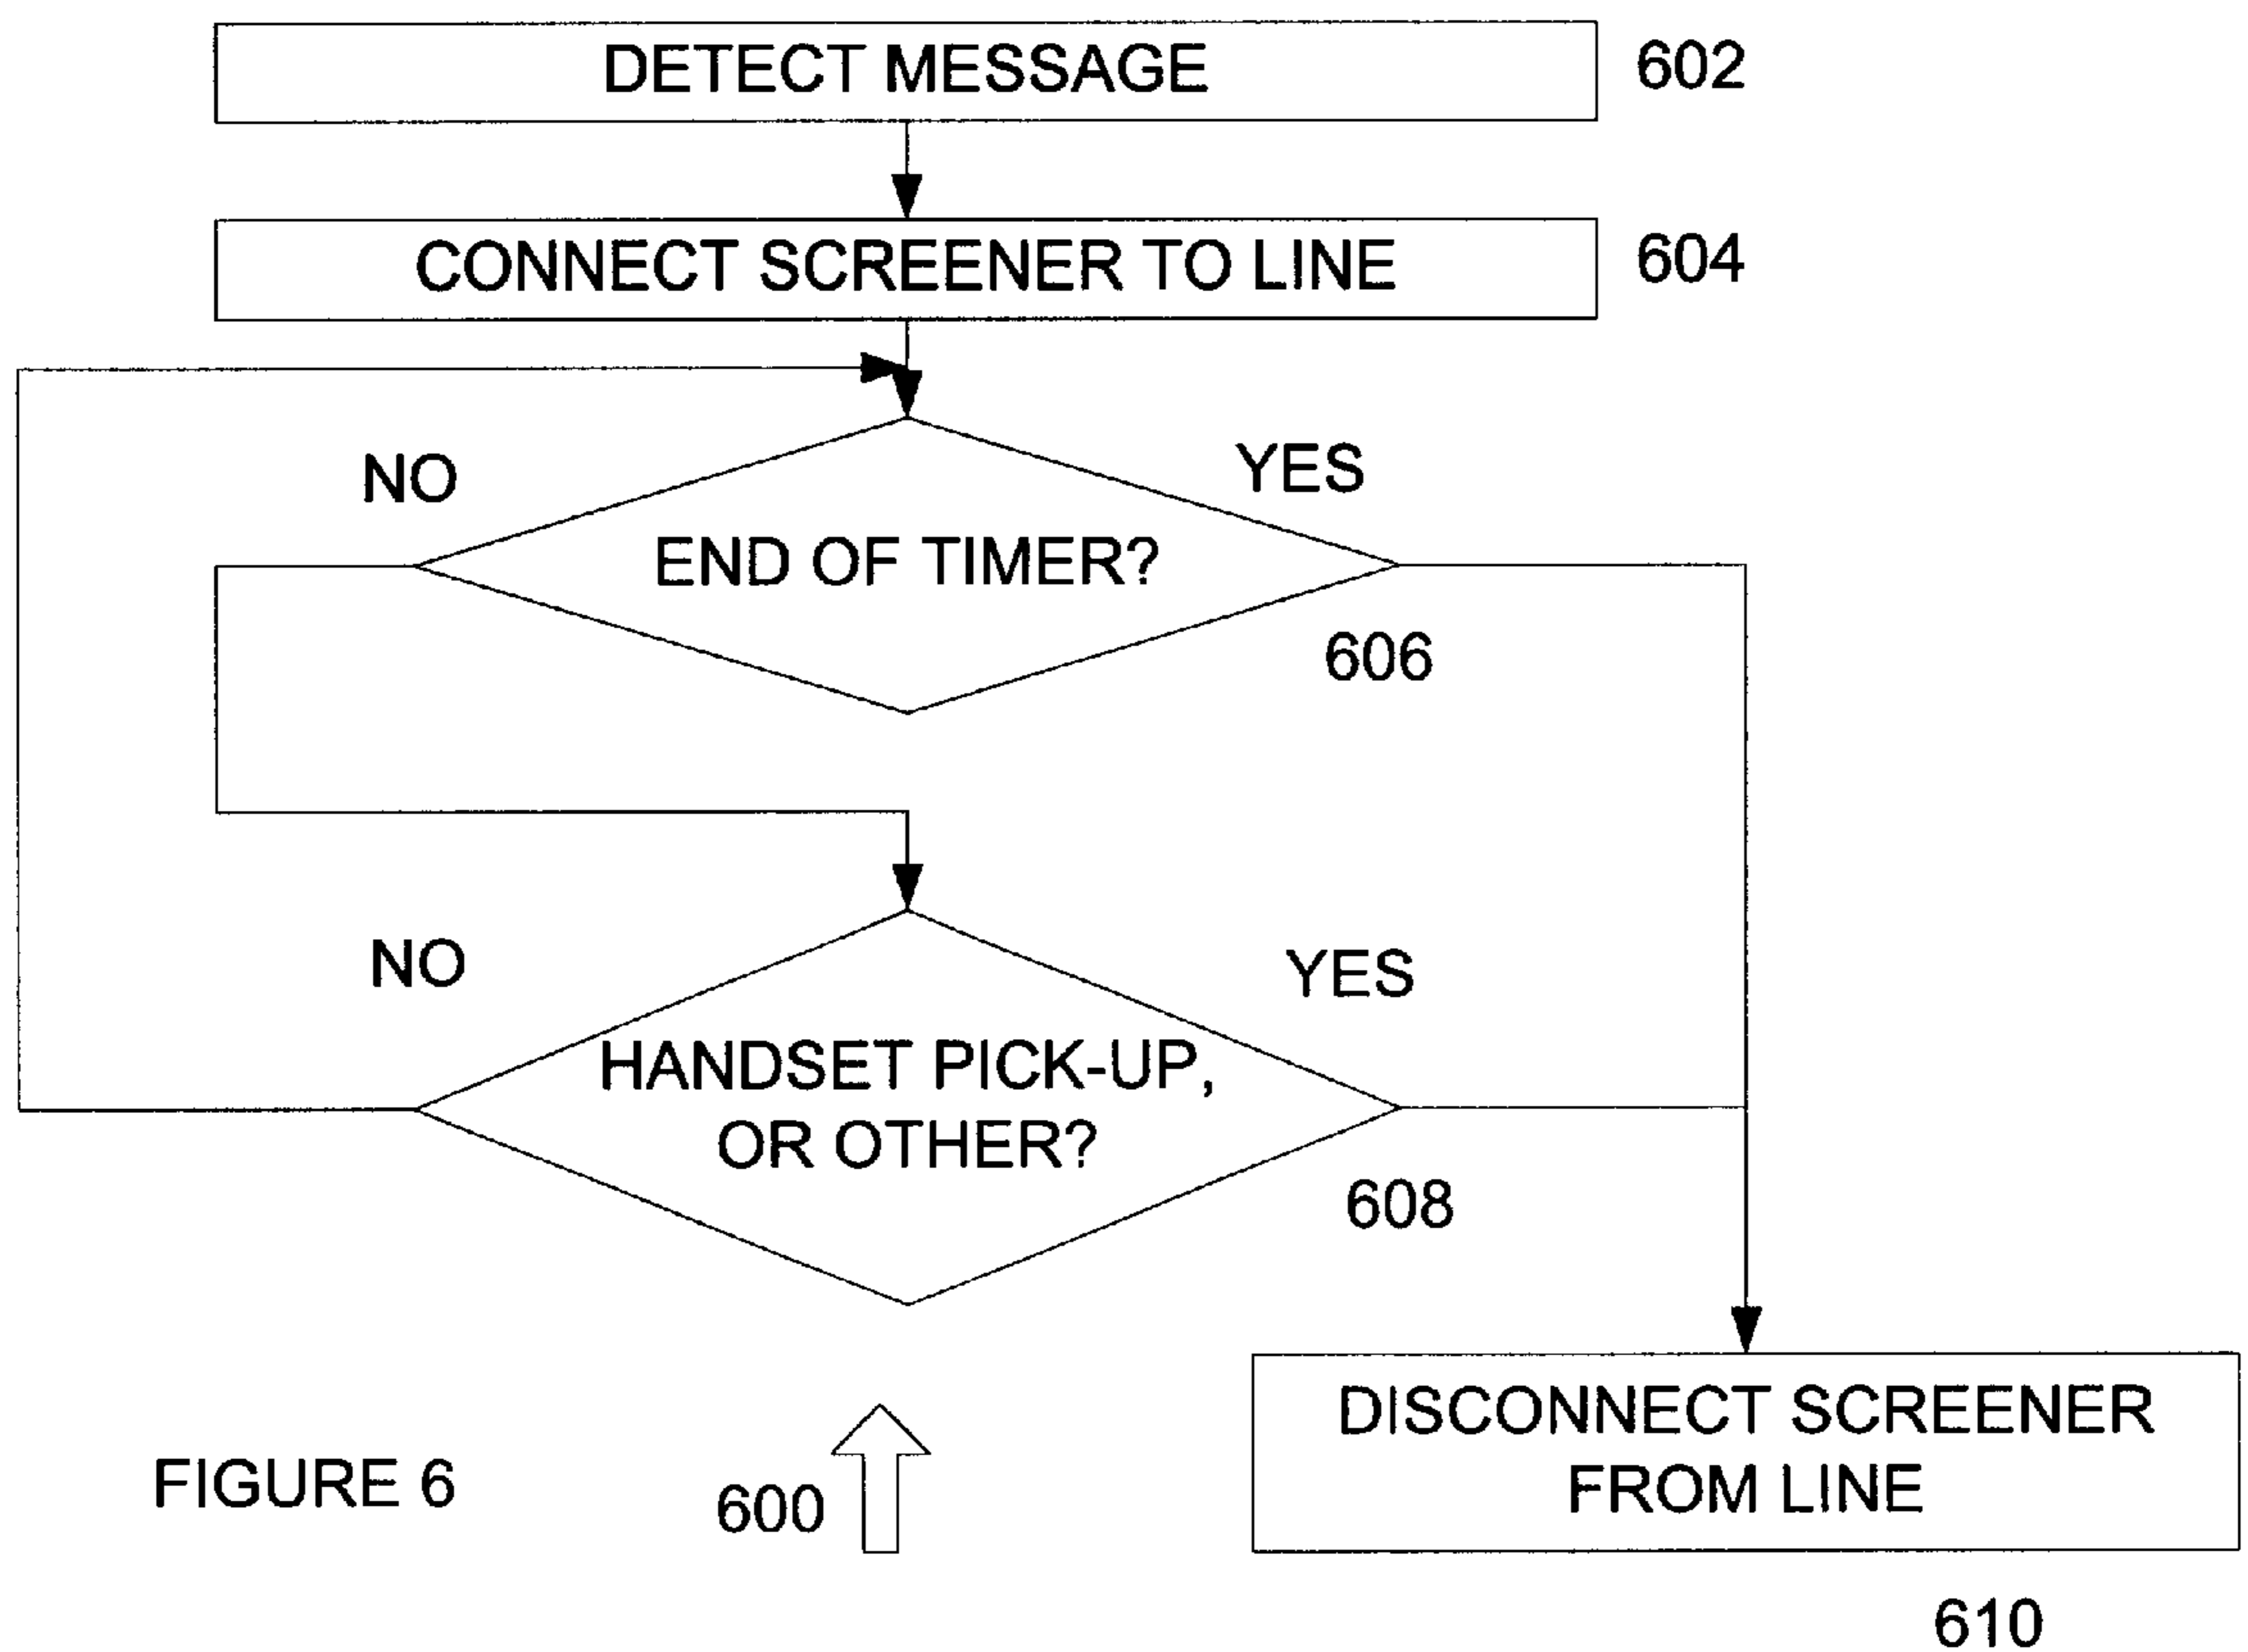 DETECT MESSAGE
602
CONNECT SCREENER TO LINE
604
NO
YES
END OF TIMER?
606
NO
YES
HANDSET PICK-UP,
OR OTHER?
608
DISCONNECT SCREENER
FROM LINE
FIGURE 6
600
610